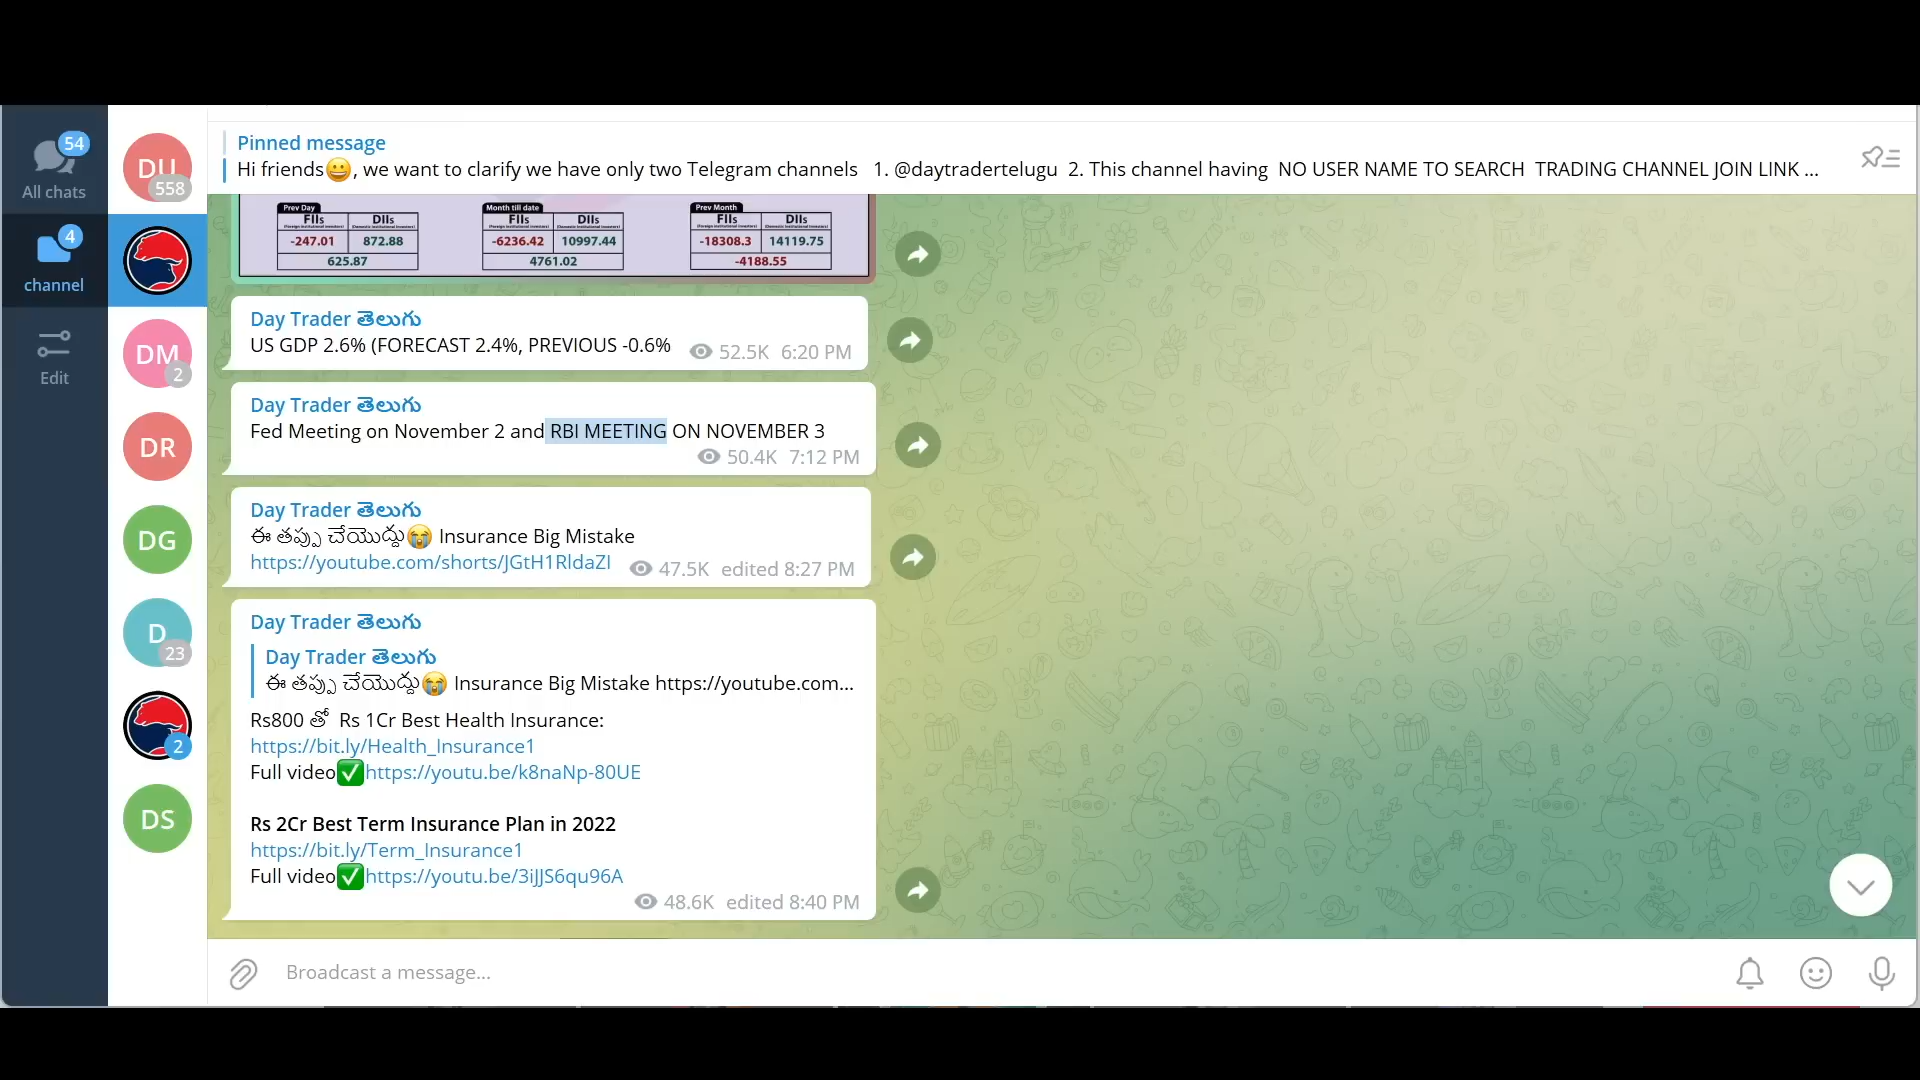 54
All chats
4
channel
Edit
DU
558
DM
2
DR
DG
D
23
2
DS
Pinned message
Hi friends😀, we want to clarify we have only two Telegram channels 1. @daytradertelugu 2. This channel having NO USER NAME TO SEARCH TRADING CHANNEL JOIN LINK ...
Prev Day Month till date Prev Month
FIIs DIIs FIIs DIIs FIIs DIIs
-247.01 872.88 -6236.42 10997.44 -18308.3 14119.75
625.87 4761.02 -4188.55
Day Trader తెలుగు
US GDP 2.6% (FORECAST 2.4%, PREVIOUS -0.6% 52.5K 6:20 PM
Day Trader తెలుగు
Fed Meeting on November 2 and RBI MEETING ON NOVEMBER 3
50.4K 7:12 PM
Day Trader తెలుగు
ఈ తప్పు చేయొద్దు😭 Insurance Big Mistake
https://youtube.com/shorts/JGtH1RldaZI 47.5K edited 8:27 PM
Day Trader తెలుగు
Day Trader తెలుగు
ఈ తప్పు చేయొద్దు😭 Insurance Big Mistake https://youtube.com...
Rs800 తో Rs 1Cr Best Health Insurance:
https://bit.ly/Health_Insurance1
Full video✅https://youtu.be/k8naNp-80UE
Rs 2Cr Best Term Insurance Plan in 2022
https://bit.ly/Term_Insurance1
Full video✅https://youtu.be/3iJJS6qu96A
48.6K edited 8:40 PM
Broadcast a message...